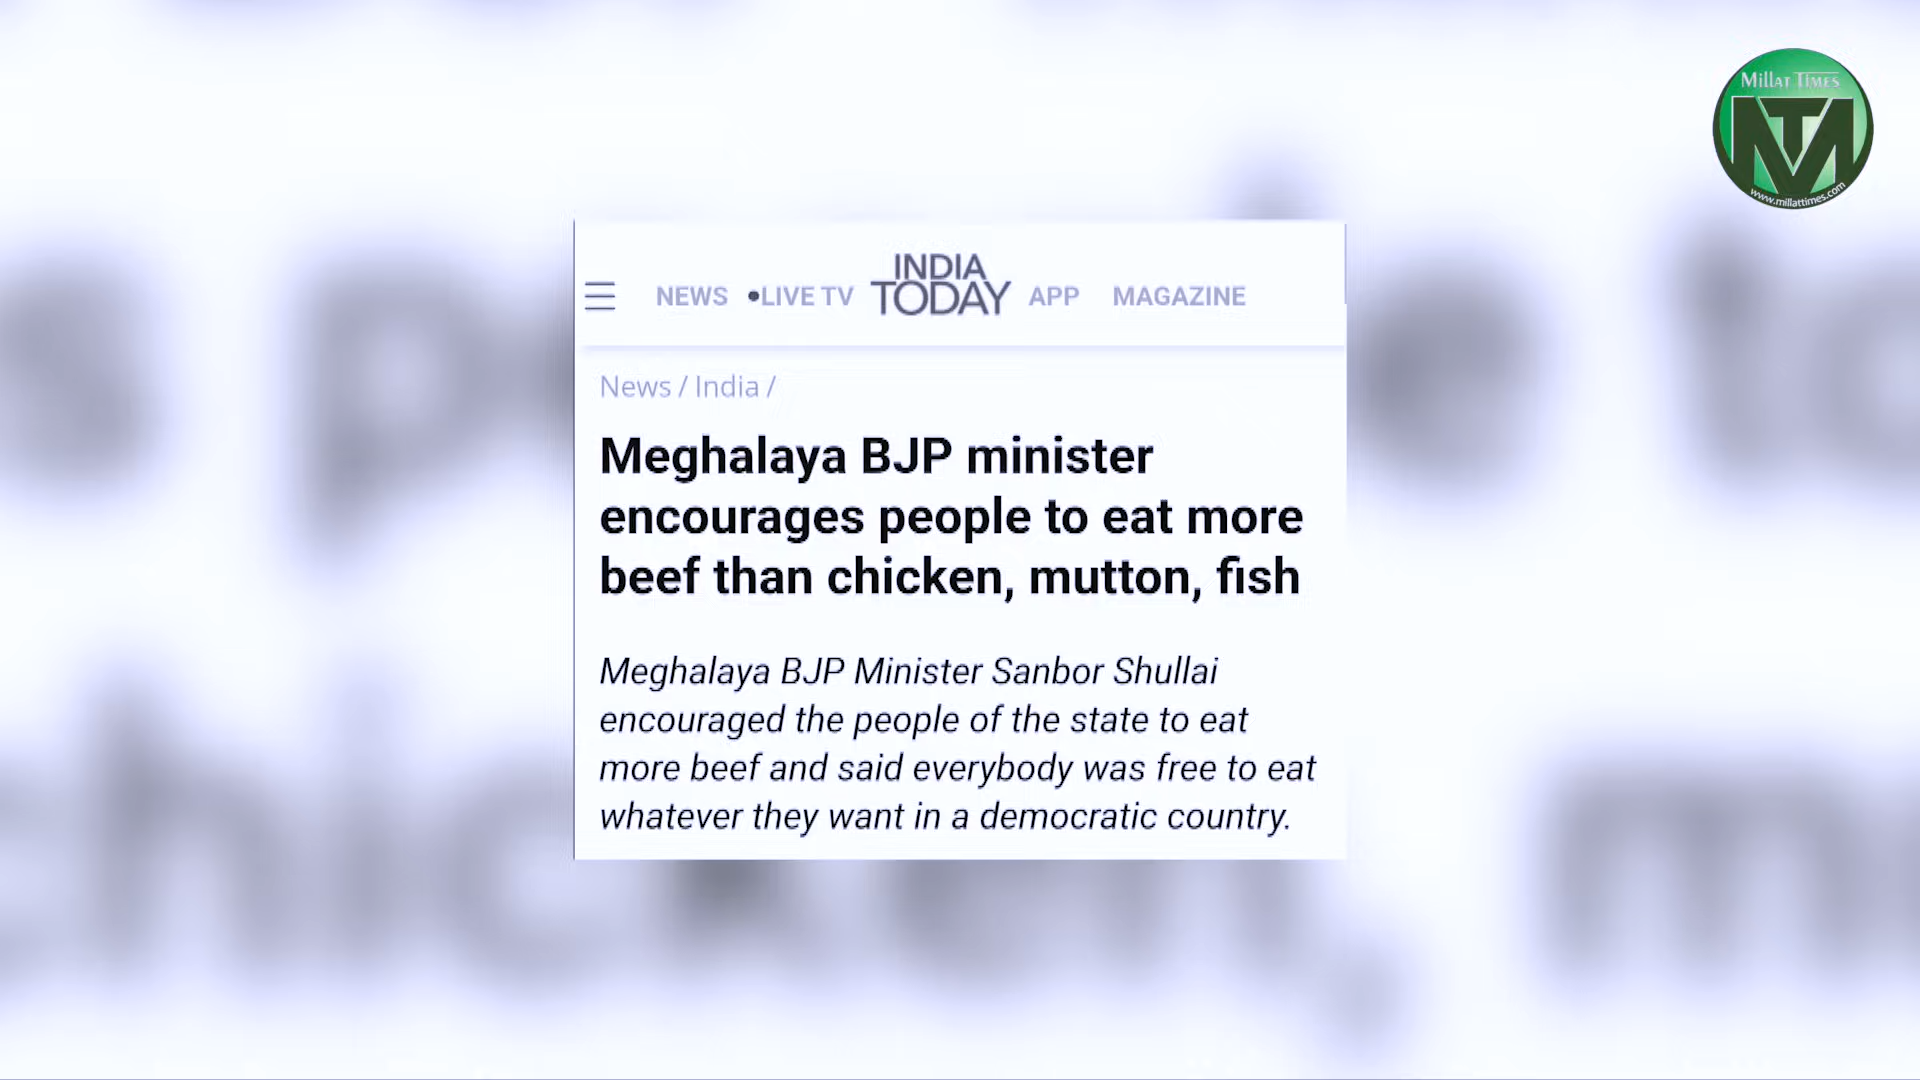 Millat Times
MT
www.millattimes.com
INDIA
TODAY
NEWS •LIVE TV APP MAGAZINE
News / India /
Meghalaya BJP minister
encourages people to eat more
beef than chicken, mutton, fish
Meghalaya BJP Minister Sanbor Shullai
encouraged the people of the state to eat
more beef and said everybody was free to eat
whatever they want in a democratic country.